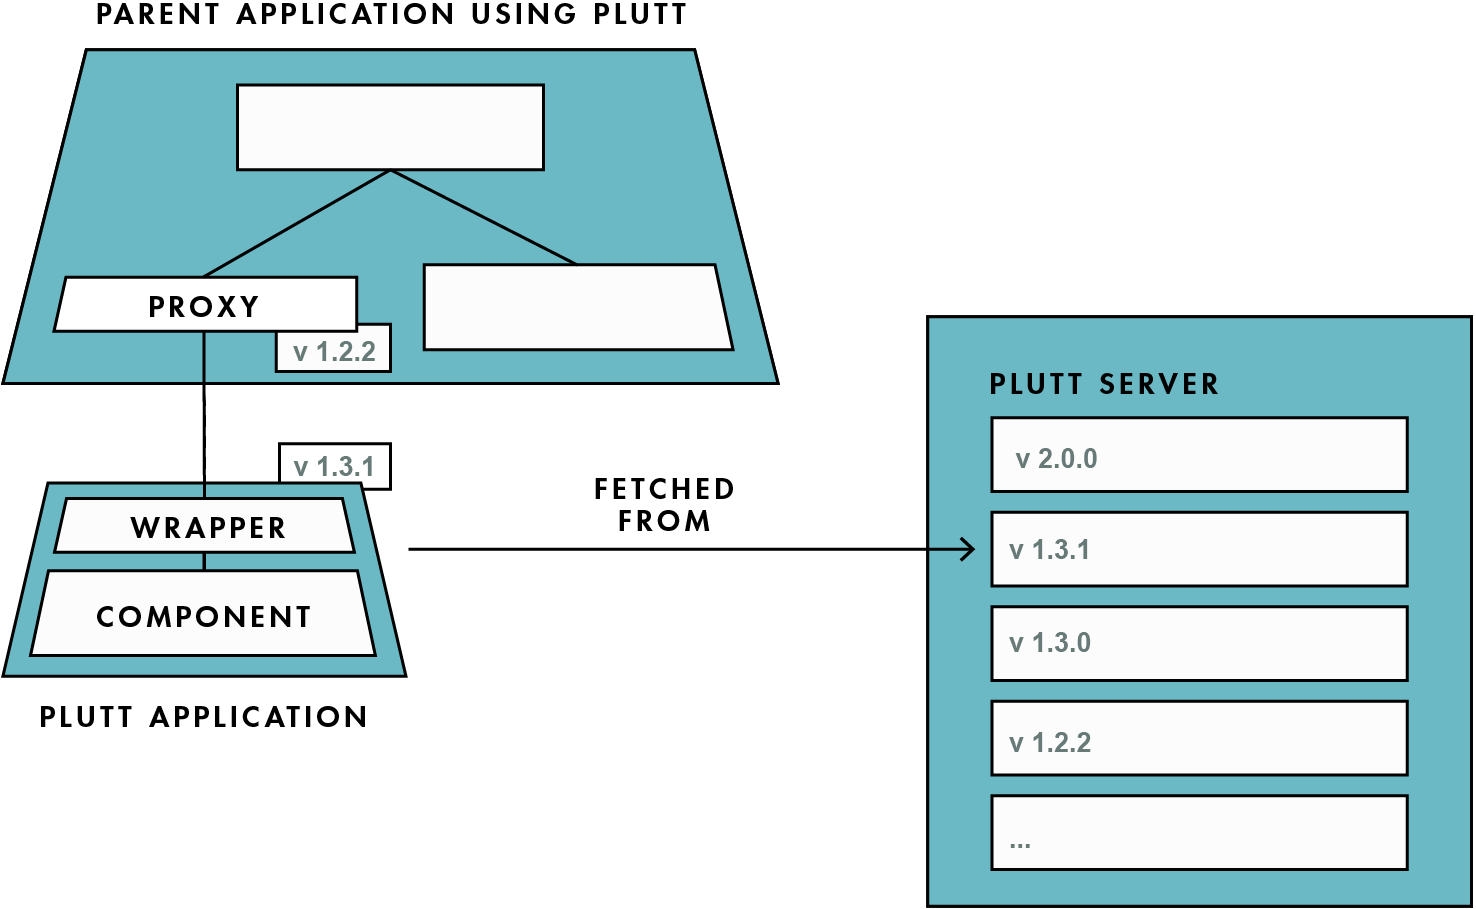 PARENT APPLICATION USING PLUTT
PROXY
v 1.2.2
v 1.3.1
WRAPPER
COMPONENT
PLUTT APPLICATION
FETCHED
FROM
PLUTT SERVER
v 2.0.0
v 1.3.1
v 1.3.0
v 1.2.2
...